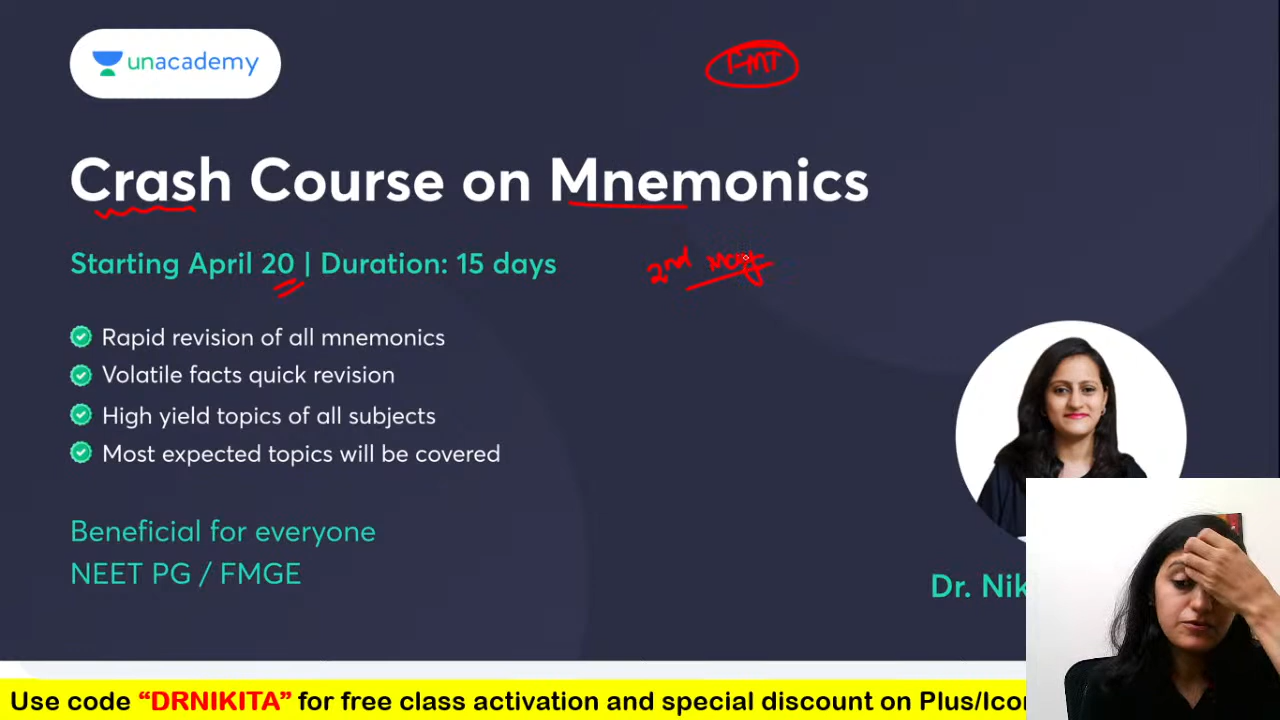 unacademy
Crash Course on Mnemonics
Starting April 20 | Duration: 15 days
2nd May
Rapid revision of all mnemonics
Volatile facts quick revision
High yield topics of all subjects
Most expected topics will be covered
Beneficial for everyone
NEET PG / FMGE
Dr. Nik
Use code “DRNIKITA” for free class activation and special discount on Plus/Icon